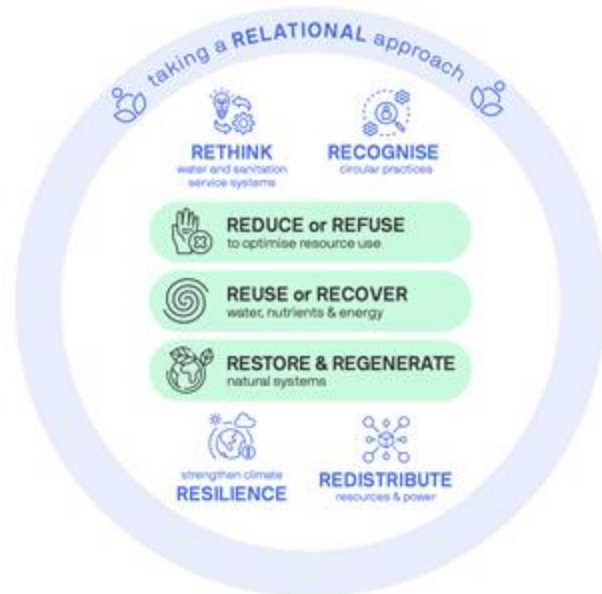 taking a RELATIONAL approach
RETHINK
water and sanitation
service systems
RECOGNISE
circular practices
REDUCE or REFUSE
to optimise resource use
REUSE or RECOVER
water, nutrients & energy
RESTORE & REGENERATE
natural systems
strengthen climate
RESILIENCE
REDISTRIBUTE
resources & power